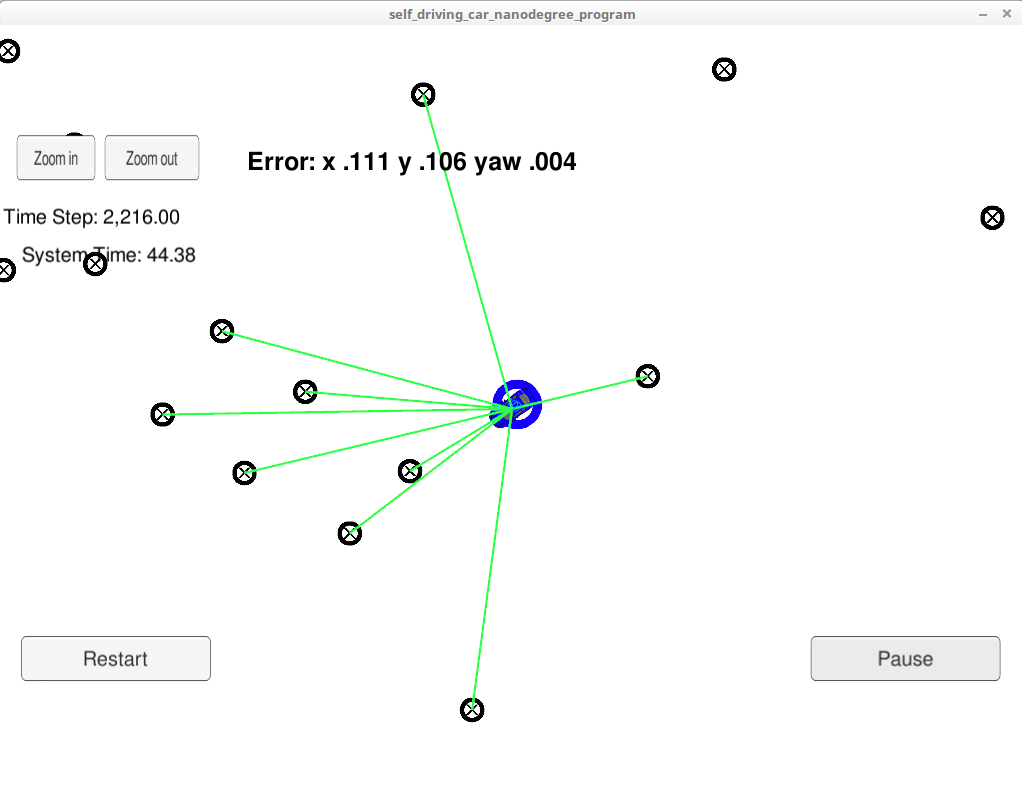 self_driving_car_nanodegree_program
Zoom in
Zoom out
Error: x .111 y .106 yaw .004
Time Step: 2,216.00
System Time: 44.38
Restart
Pause